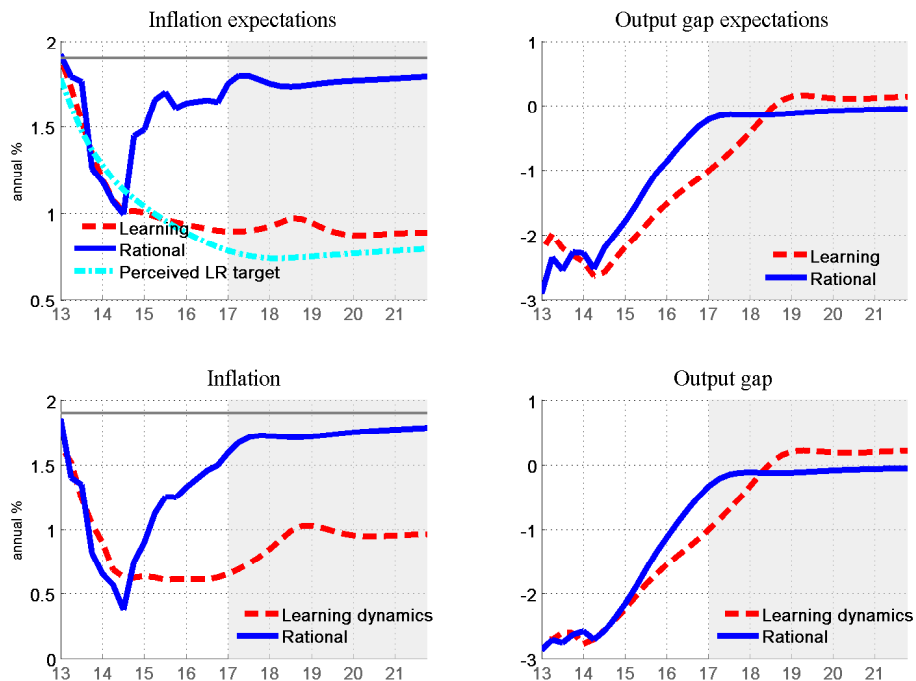 Inflation expectations
2
1.5
1
0.5
annual %
Learning
Rational
Perceived LR target
13 14 15 16 17 18 19 20 21
Output gap expectations
1
0
-1
-2
-3
Learning
Rational
13 14 15 16 17 18 19 20 21
Inflation
2
1.5
1
0.5
0
annual %
Learning dynamics
Rational
13 14 15 16 17 18 19 20 21
Output gap
1
0
-1
-2
-3
Learning dynamics
Rational
13 14 15 16 17 18 19 20 21